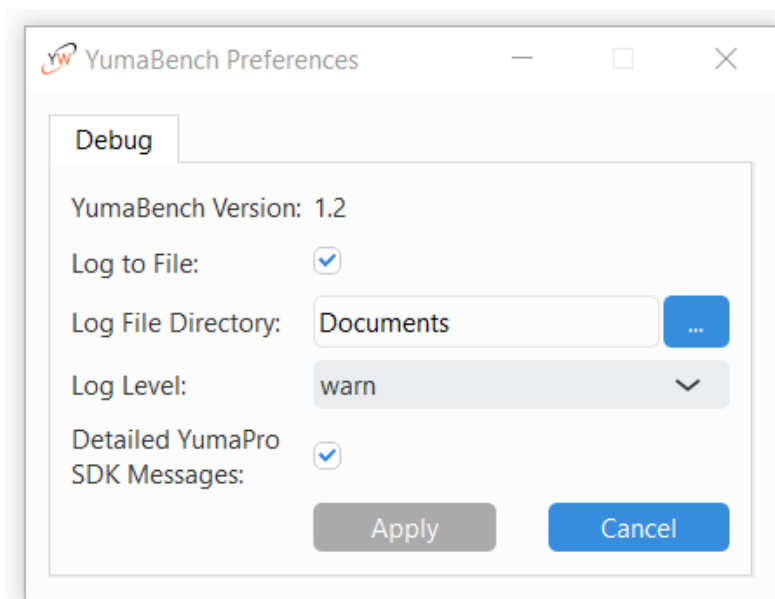 YW YumaBench Preferences
Debug
YumaBench Version: 1.2
Log to File:
Log File Directory: Documents ...
Log Level: warn
Detailed YumaPro
SDK Messages:
Apply Cancel